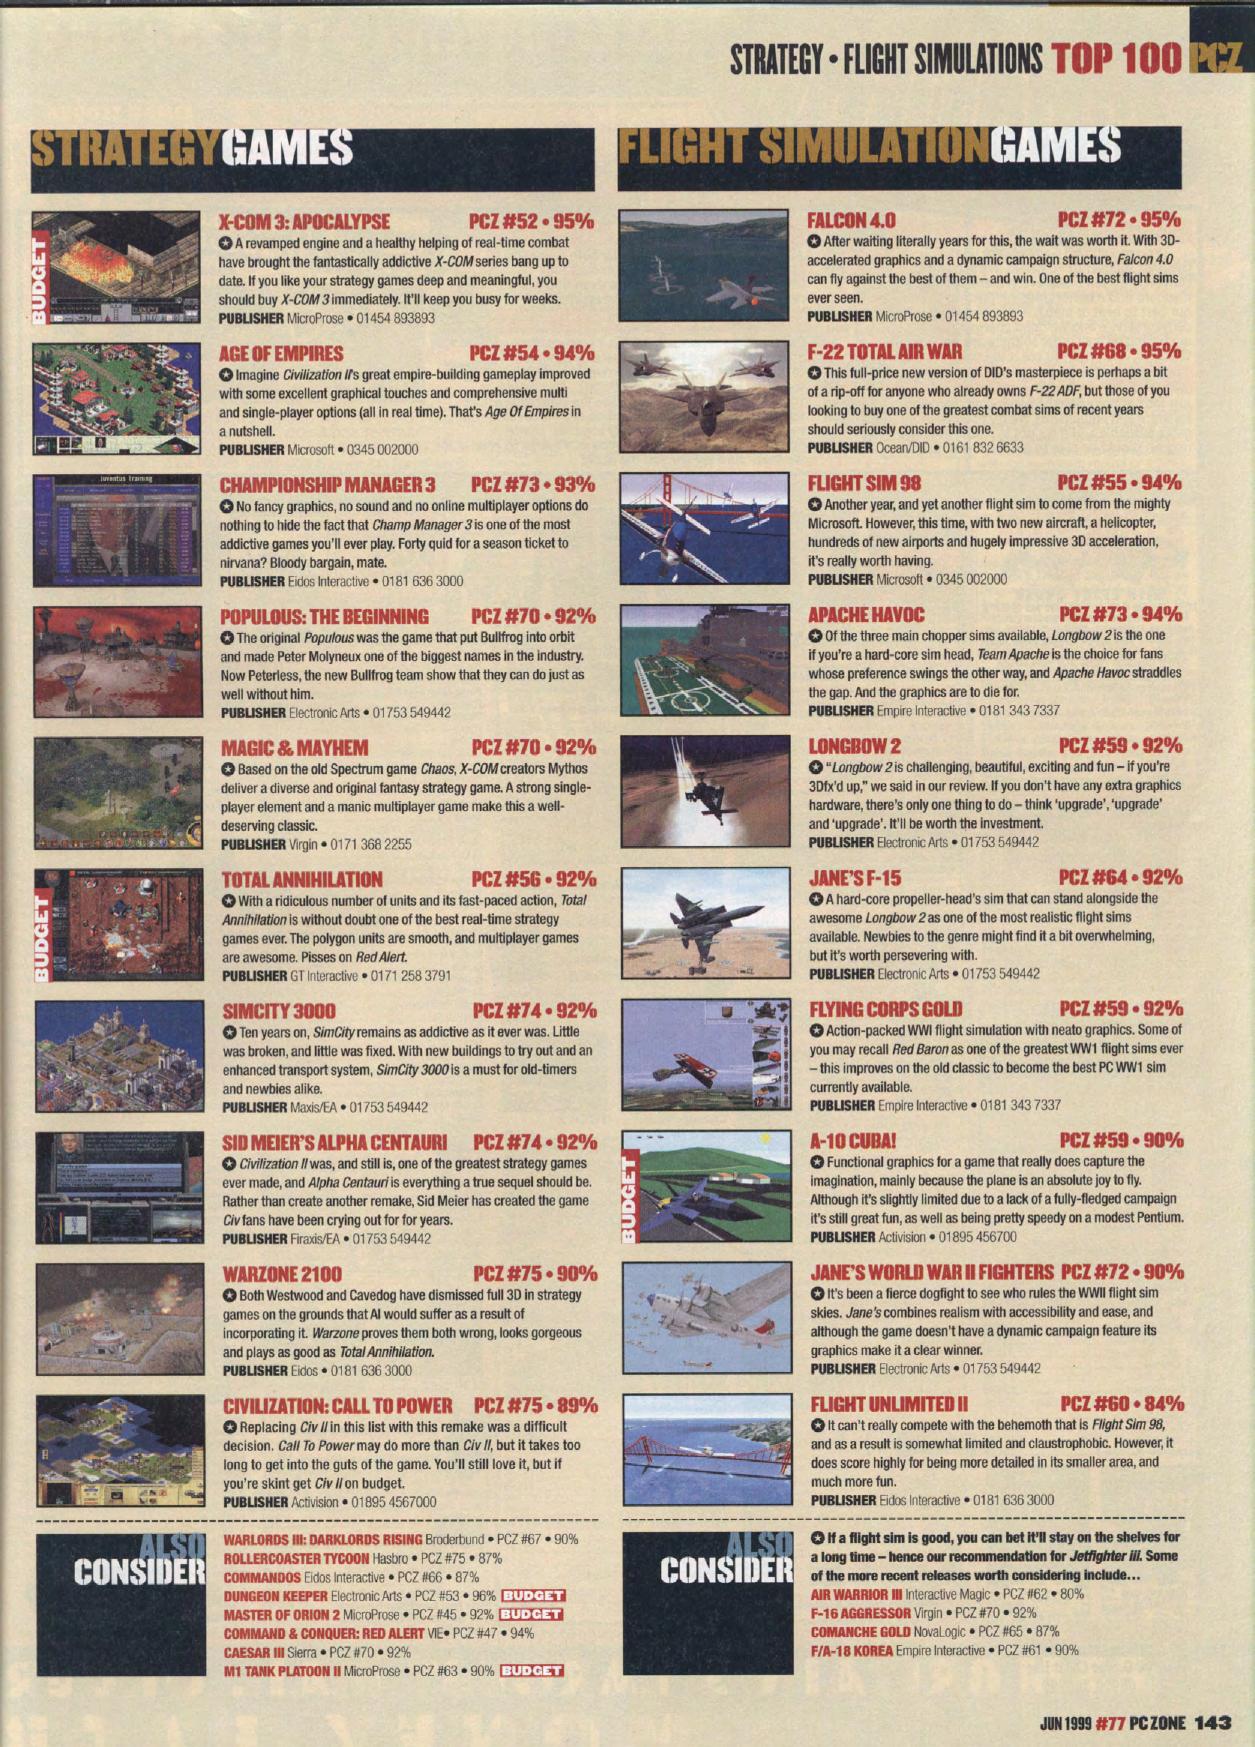 STRATEGY • FLIGHT SIMULATIONS TOP 100 PCZ
STRATEGYGAMES
BUDGET
X-COM 3: APOCALYPSE PCZ #52 • 95%
A revamped engine and a healthy helping of real-time combat
have brought the fantastically addictive X-COM series bang up to
date. If you like your strategy games deep and meaningful, you
should buy X-COM 3 immediately. It'll keep you busy for weeks.
PUBLISHER MicroProse • 01454 893893
AGE OF EMPIRES PCZ #54 • 94%
Imagine Civilization II's great empire-building gameplay improved
with some excellent graphical touches and comprehensive multi
and single-player options (all in real time). That's Age Of Empires in
a nutshell.
PUBLISHER Microsoft • 0345 002000
Juventus Training
CHAMPIONSHIP MANAGER 3 PCZ #73 • 93%
No fancy graphics, no sound and no online multiplayer options do
nothing to hide the fact that Champ Manager 3 is one of the most
addictive games you'll ever play. Forty quid for a season ticket to
nirvana? Bloody bargain, mate.
PUBLISHER Eidos Interactive • 0181 636 3000
POPULOUS: THE BEGINNING PCZ #70 • 92%
The original Populous was the game that put Bullfrog into orbit
and made Peter Molyneux one of the biggest names in the industry.
Now Peterless, the new Bullfrog team show that they can do just as
well without him.
PUBLISHER Electronic Arts • 01753 549442
MAGIC & MAYHEM PCZ #70 • 92%
Based on the old Spectrum game Chaos, X-COM creators Mythos
deliver a diverse and original fantasy strategy game. A strong single-
player element and a manic multiplayer game make this a well-
deserving classic.
PUBLISHER Virgin • 0171 368 2255
BUDGET
TOTAL ANNIHILATION PCZ #56 • 92%
With a ridiculous number of units and its fast-paced action, Total
Annihilation is without doubt one of the best real-time strategy
games ever. The polygon units are smooth, and multiplayer games
are awesome. Pisses on Red Alert.
PUBLISHER GT Interactive • 0171 258 3791
SIMCITY 3000 PCZ #74 • 92%
Ten years on, SimCity remains as addictive as it ever was. Little
was broken, and little was fixed. With new buildings to try out and an
enhanced transport system, SimCity 3000 is a must for old-timers
and newbies alike.
PUBLISHER Maxis/EA • 01753 549442
SID MEIER'S ALPHA CENTAURI PCZ #74 • 92%
Civilization II was, and still is, one of the greatest strategy games
ever made, and Alpha Centauri is everything a true sequel should be.
Rather than create another remake, Sid Meier has created the game
Civ fans have been crying out for for years.
PUBLISHER Firaxis/EA • 01753 549442
WARZONE 2100 PCZ #75 • 90%
Both Westwood and Cavedog have dismissed full 3D in strategy
games on the grounds that AI would suffer as a result of
incorporating it. Warzone proves them both wrong, looks gorgeous
and plays as good as Total Annihilation.
PUBLISHER Eidos • 0181 636 3000
CIVILIZATION: CALL TO POWER PCZ #75 • 89%
Replacing Civ II in this list with this remake was a difficult
decision. Call To Power may do more than Civ II, but it takes too
long to get into the guts of the game. You'll still love it, but if
you're skint get Civ II on budget.
PUBLISHER Activision • 01895 4567000
ALSO
CONSIDER
WARLORDS III: DARKLORDS RISING Broderbund • PCZ #67 • 90%
ROLLERCOASTER TYCOON Hasbro • PCZ #75 • 87%
COMMANDOS Eidos Interactive • PCZ #66 • 87%
DUNGEON KEEPER Electronic Arts • PCZ #53 • 96% BUDGET
MASTER OF ORION 2 MicroProse • PCZ #45 • 92% BUDGET
COMMAND & CONQUER: RED ALERT VIE • PCZ #47 • 94%
CAESAR III Sierra • PCZ #70 • 92%
M1 TANK PLATOON II MicroProse • PCZ #63 • 90% BUDGET
FLIGHT SIMULATIONGAMES
FALCON 4.0 PCZ #72 • 95%
After waiting literally years for this, the wait was worth it. With 3D-
accelerated graphics and a dynamic campaign structure, Falcon 4.0
can fly against the best of them – and win. One of the best flight sims
ever seen.
PUBLISHER MicroProse • 01454 893893
F-22 TOTAL AIR WAR PCZ #68 • 95%
This full-price new version of DID's masterpiece is perhaps a bit
of a rip-off for anyone who already owns F-22 ADF, but those of you
looking to buy one of the greatest combat sims of recent years
should seriously consider this one.
PUBLISHER Ocean/DID • 0161 832 6633
FLIGHT SIM 98 PCZ #55 • 94%
Another year, and yet another flight sim to come from the mighty
Microsoft. However, this time, with two new aircraft, a helicopter,
hundreds of new airports and hugely impressive 3D acceleration,
it's really worth having.
PUBLISHER Microsoft • 0345 002000
APACHE HAVOC PCZ #73 • 94%
Of the three main chopper sims available, Longbow 2 is the one
if you're a hard-core sim head, Team Apache is the choice for fans
whose preference swings the other way, and Apache Havoc straddles
the gap. And the graphics are to die for.
PUBLISHER Empire Interactive • 0181 343 7337
LONGBOW 2 PCZ #59 • 92%
"Longbow 2 is challenging, beautiful, exciting and fun – if you're
3Dfx'd up," we said in our review. If you don't have any extra graphics
hardware, there's only one thing to do – think 'upgrade', 'upgrade'
and 'upgrade'. It'll be worth the investment.
PUBLISHER Electronic Arts • 01753 549442
JANE'S F-15 PCZ #64 • 92%
A hard-core propeller-head's sim that can stand alongside the
awesome Longbow 2 as one of the most realistic flight sims
available. Newbies to the genre might find it a bit overwhelming,
but it's worth persevering with.
PUBLISHER Electronic Arts • 01753 549442
FLYING CORPS GOLD PCZ #59 • 92%
Action-packed WWI flight simulation with neato graphics. Some of
you may recall Red Baron as one of the greatest WW1 flight sims ever
– this improves on the old classic to become the best PC WW1 sim
currently available.
PUBLISHER Empire Interactive • 0181 343 7337
BUDGET
A-10 CUBA! PCZ #59 • 90%
Functional graphics for a game that really does capture the
imagination, mainly because the plane is an absolute joy to fly.
Although it's slightly limited due to a lack of a fully-fledged campaign
it's still great fun, as well as being pretty speedy on a modest Pentium.
PUBLISHER Activision • 01895 456700
JANE'S WORLD WAR II FIGHTERS PCZ #72 • 90%
It's been a fierce dogfight to see who rules the WWII flight sim
skies. Jane's combines realism with accessibility and ease, and
although the game doesn't have a dynamic campaign feature its
graphics make it a clear winner.
PUBLISHER Electronic Arts • 01753 549442
FLIGHT UNLIMITED II PCZ #60 • 84%
It can't really compete with the behemoth that is Flight Sim 98,
and as a result is somewhat limited and claustrophobic. However, it
does score highly for being more detailed in its smaller area, and
much more fun.
PUBLISHER Eidos Interactive • 0181 636 3000
ALSO
CONSIDER
If a flight sim is good, you can bet it'll stay on the shelves for
a long time – hence our recommendation for Jetfighter III. Some
of the more recent releases worth considering include...
AIR WARRIOR III Interactive Magic • PCZ #62 • 80%
F-16 AGGRESSOR Virgin • PCZ #70 • 92%
COMANCHE GOLD NovaLogic • PCZ #65 • 87%
F/A-18 KOREA Empire Interactive • PCZ #61 • 90%
JUN 1999 #77 PC ZONE 143